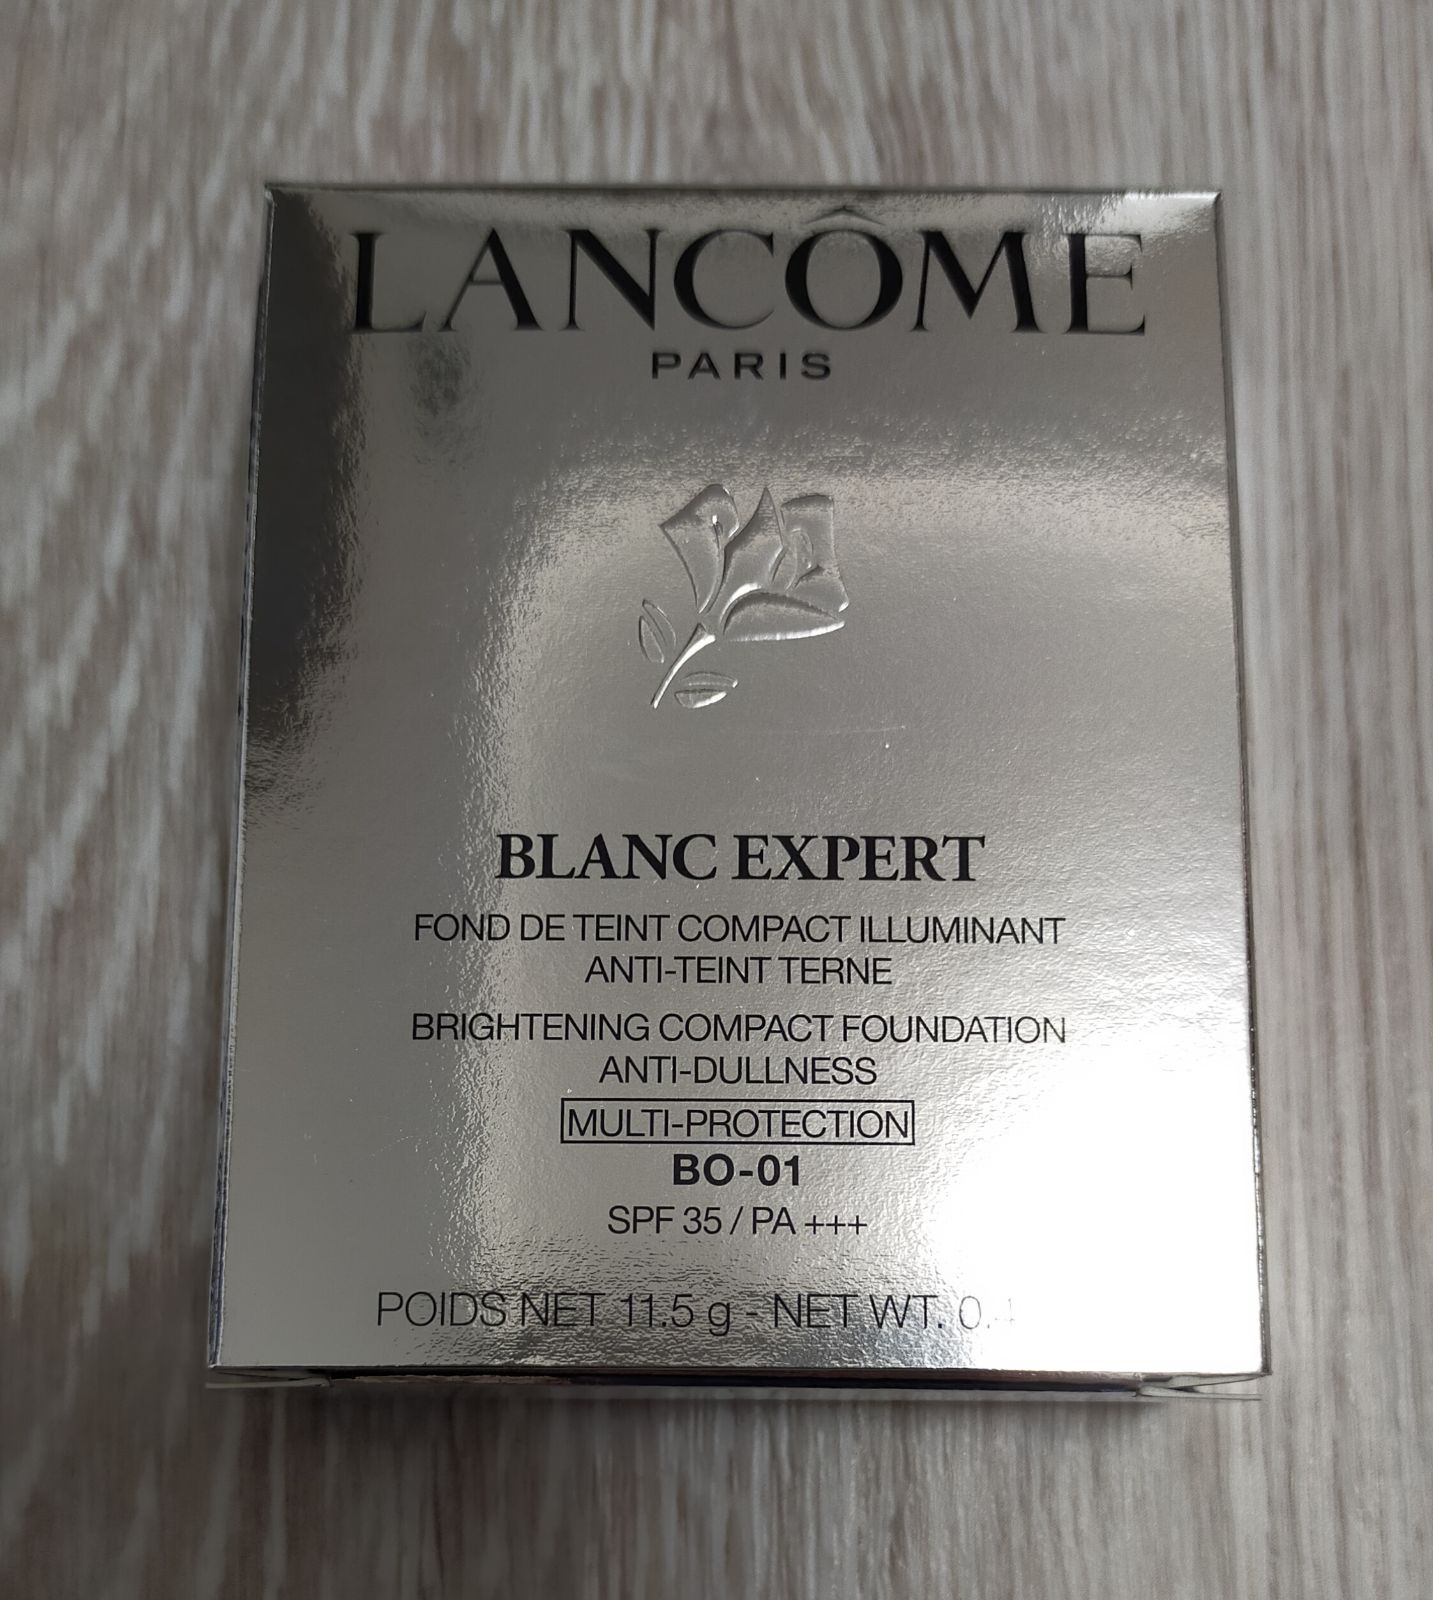 LANCÔME
PARIS
BLANC EXPERT
FOND DE TEINT COMPACT ILLUMINANT
ANTI-TEINT TERNE
BRIGHTENING COMPACT FOUNDATION
ANTI-DULLNESS
MULTI-PROTECTION
BO-01
SPF 35 / PA +++
POIDS NET 11.5 g - NET WT.